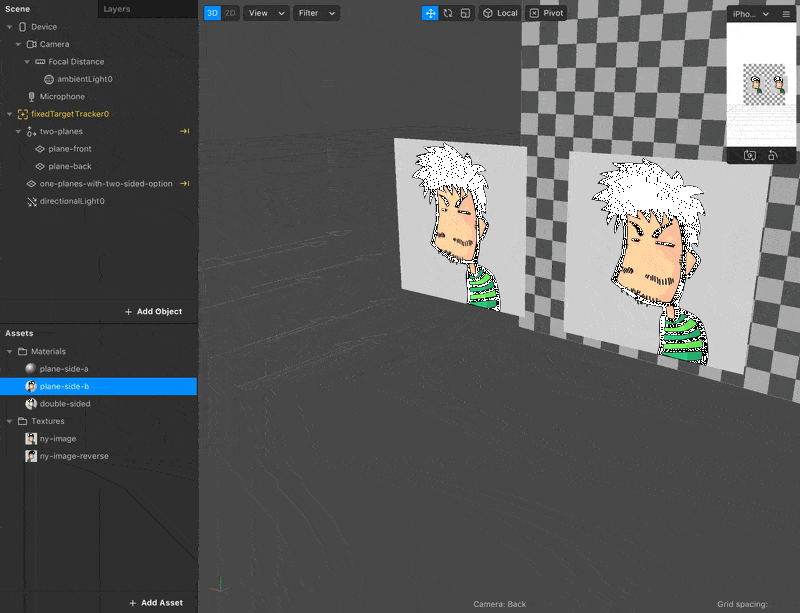 Scene
Layers
Device
Camera
Focal Distance
ambientLight0
Microphone
fixedTargetTracker0
two-planes
plane-front
plane-back
one-planes-with-two-sided-option
directionalLight0
+ Add Object
Assets
Materials
plane-side-a
plane-side-b
double-sided
Textures
ny-image
ny-image-reverse
+ Add Asset
3D 2D View Filter Local Pivot
iPho...
Camera: Back
Grid spacing: